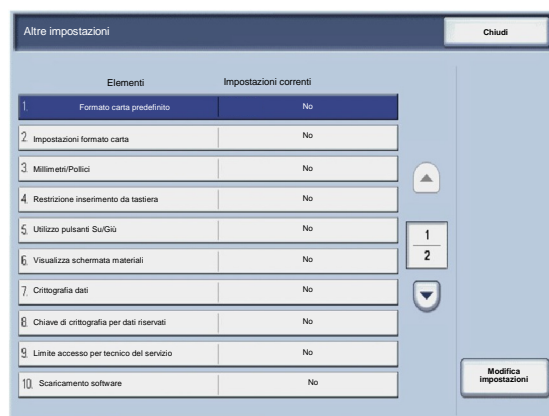 Altre impostazioni
Chiudi
Elementi Impostazioni correnti
1. Formato carta predefinito No
2. Impostazioni formato carta No
3. Millimetri/Pollici No
4. Restrizione inserimento da tastiera No
5. Utilizzo pulsanti Su/Giù No
6. Visualizza schermata materiali No
7. Crittografia dati No
8. Chiave di crittografia per dati riservati No
9. Limite accesso per tecnico del servizio No
10. Scaricamento software No
1
2
Modifica
impostazioni